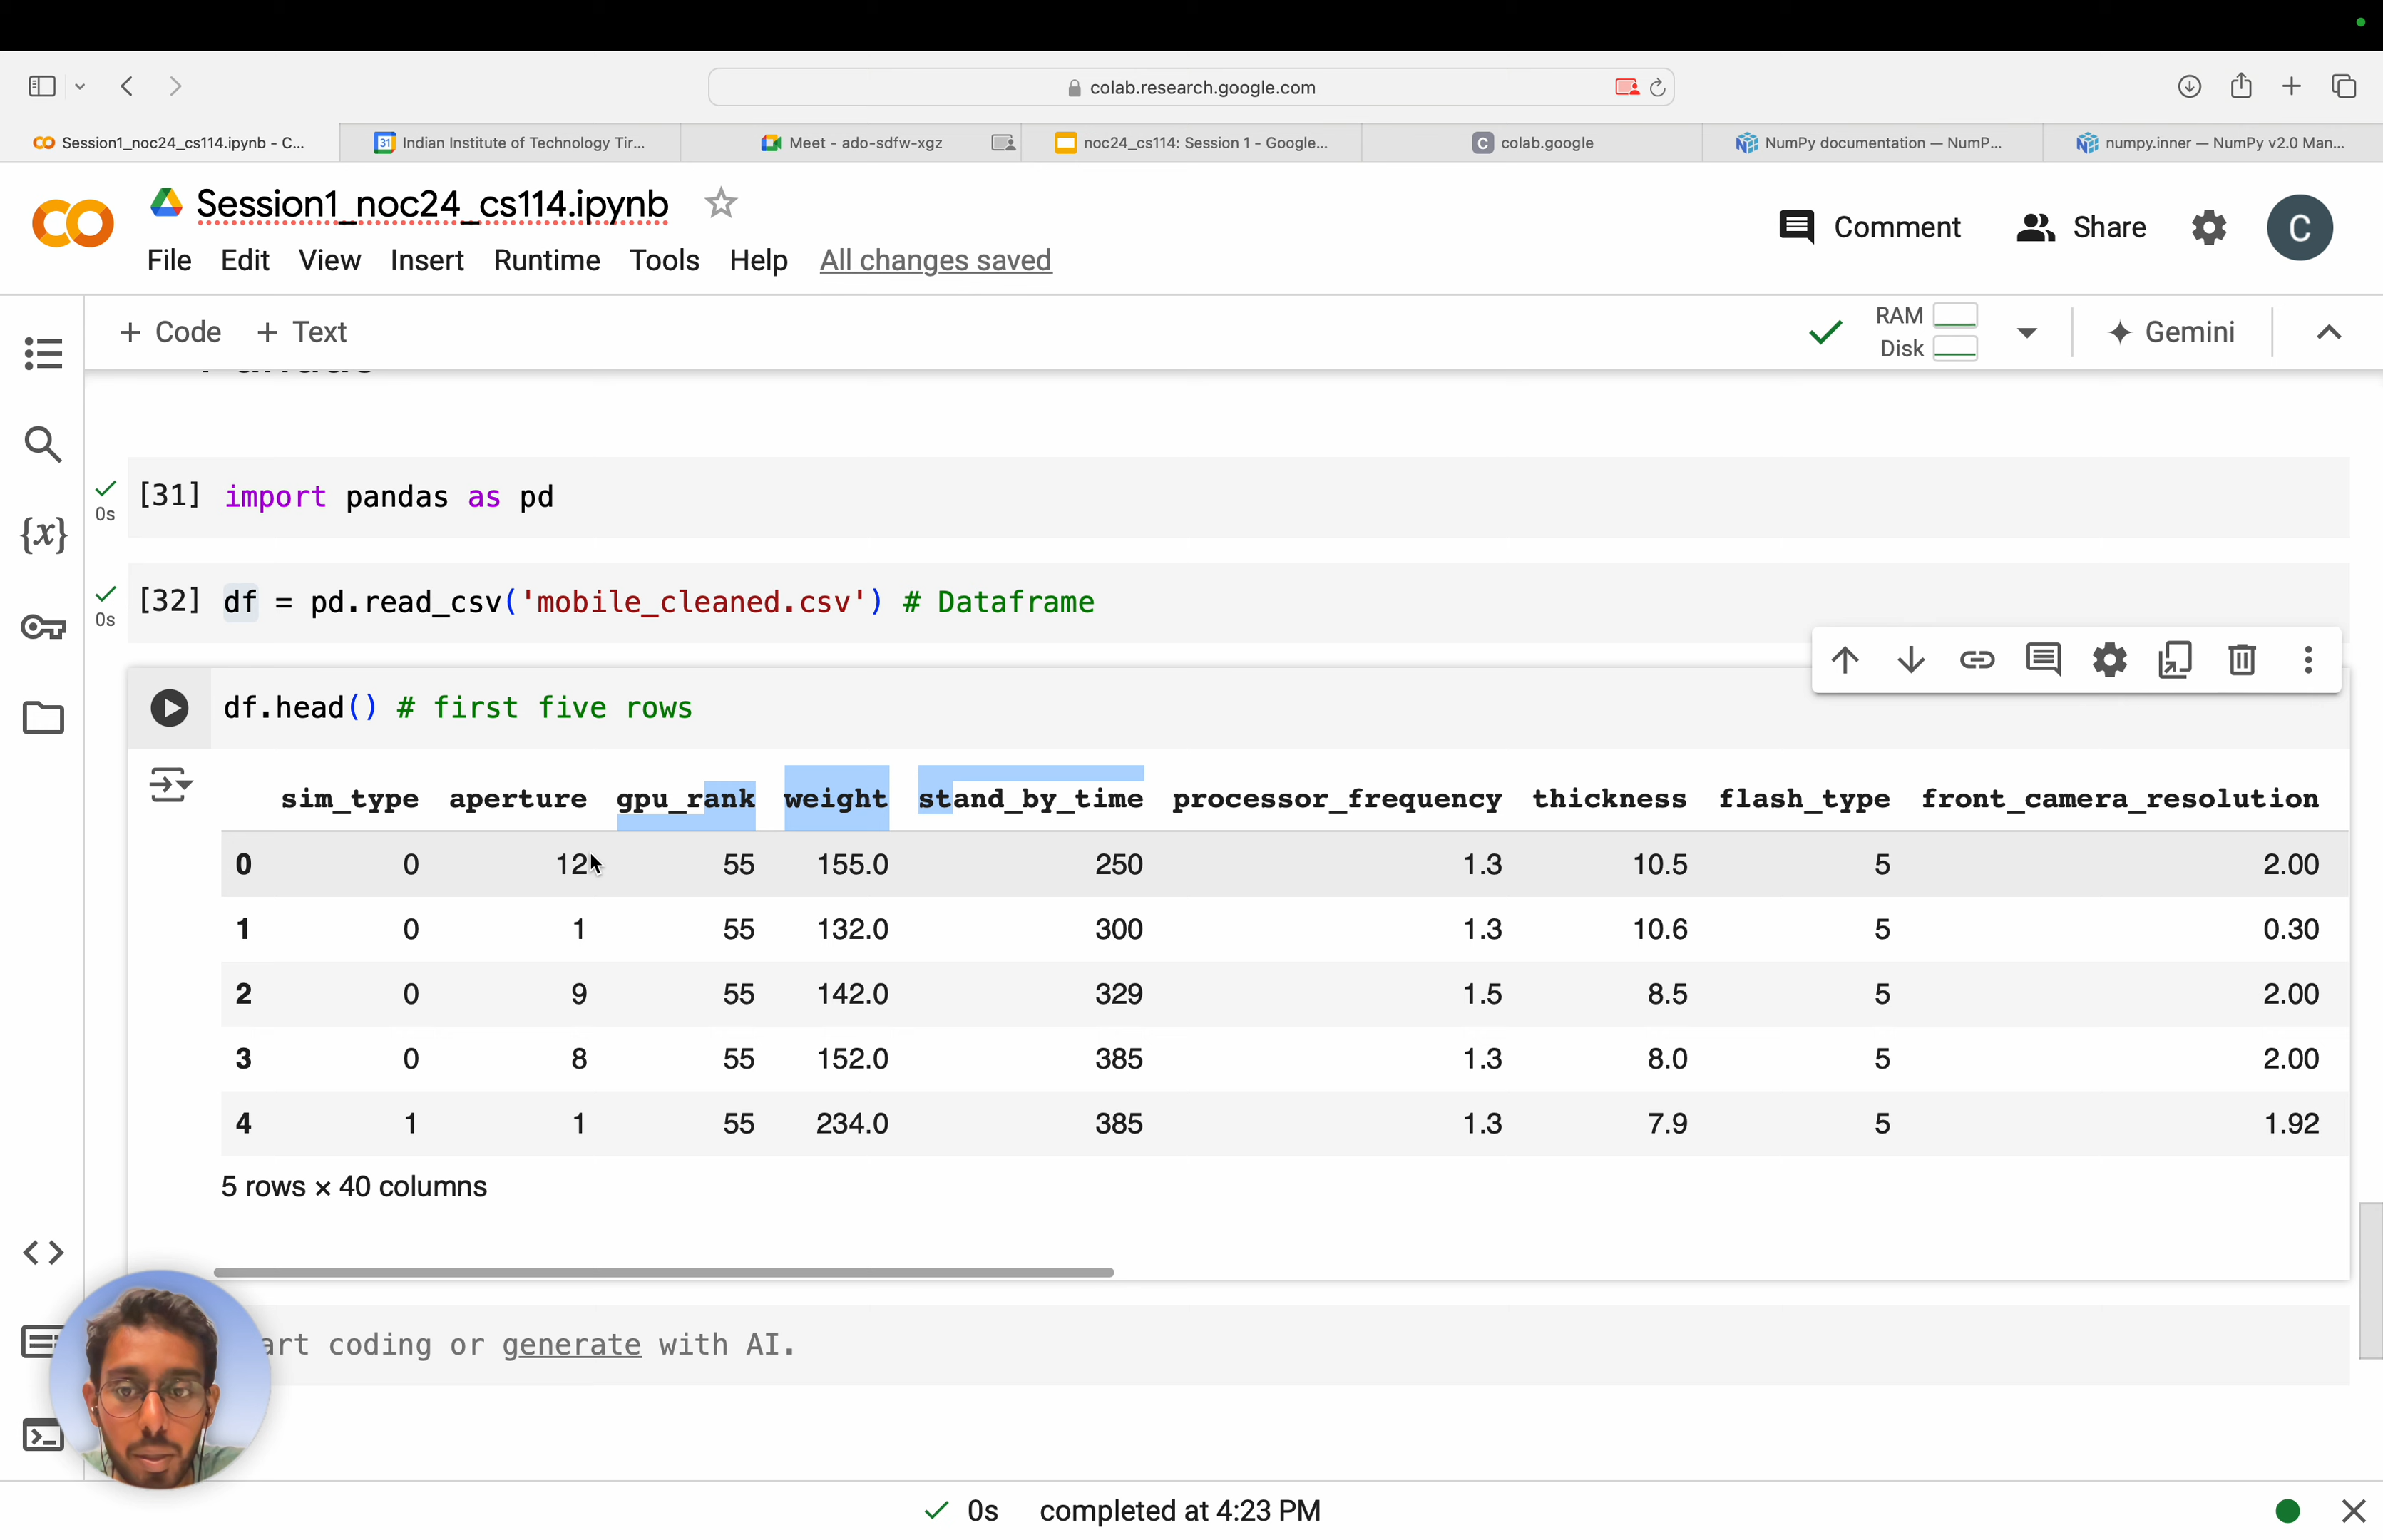 colab.research.google.com
Session1_noc24_cs114.ipynb - C...
31 Indian Institute of Technology Tir...
Meet - ado-sdfw-xgz
noc24_cs114: Session 1 - Google...
C colab.google
NumPy documentation — NumP...
numpy.inner — NumPy v2.0 Man...
Session1_noc24_cs114.ipynb
Comment Share C
File Edit View Insert Runtime Tools Help All changes saved
+ Code + Text
RAM
Disk
Gemini
[31] import pandas as pd
0s
[32] df = pd.read_csv('mobile_cleaned.csv') # Dataframe
0s
df.head() # first five rows
sim_type aperture gpu_rank weight stand_by_time processor_frequency thickness flash_type front_camera_resolution
0 0 12 55 155.0 250 1.3 10.5 5 2.00
1 0 1 55 132.0 300 1.3 10.6 5 0.30
2 0 9 55 142.0 329 1.5 8.5 5 2.00
3 0 8 55 152.0 385 1.3 8.0 5 2.00
4 1 1 55 234.0 385 1.3 7.9 5 1.92
5 rows × 40 columns
art coding or generate with AI.
0s completed at 4:23 PM